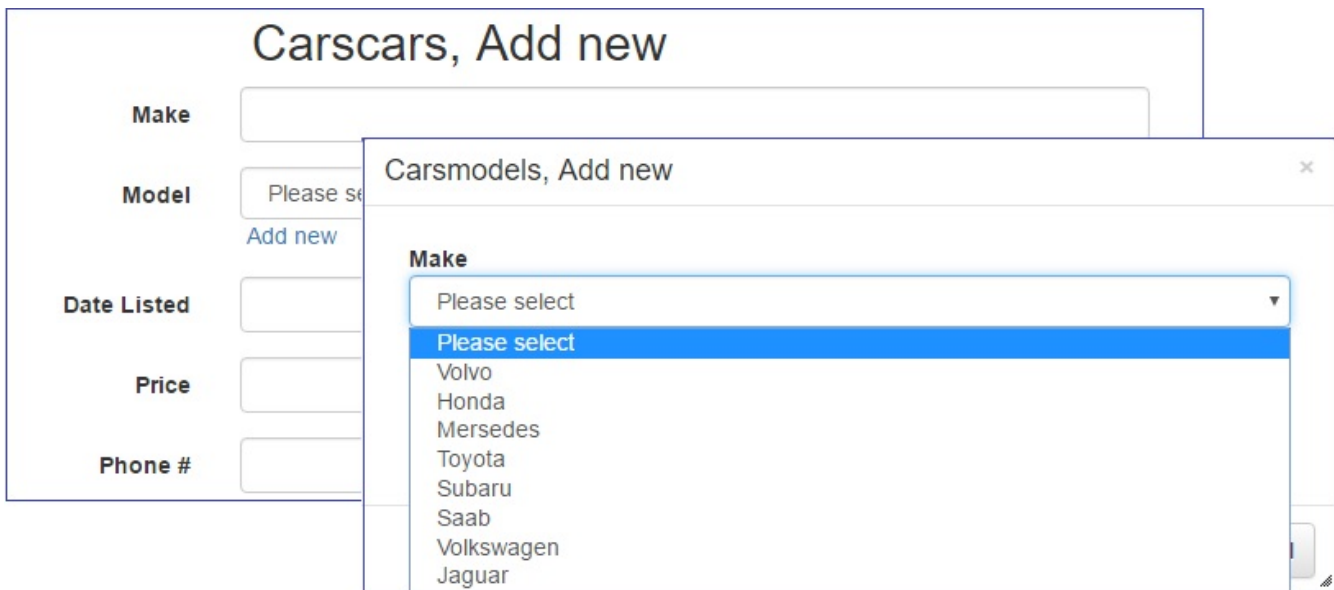 Carscars, Add new
Make
Model
Please se
Add new
Date Listed
Price
Phone #
Carsmodels, Add new
×
Make
Please select
Please select
Volvo
Honda
Mersedes
Toyota
Subaru
Saab
Volkswagen
Jaguar